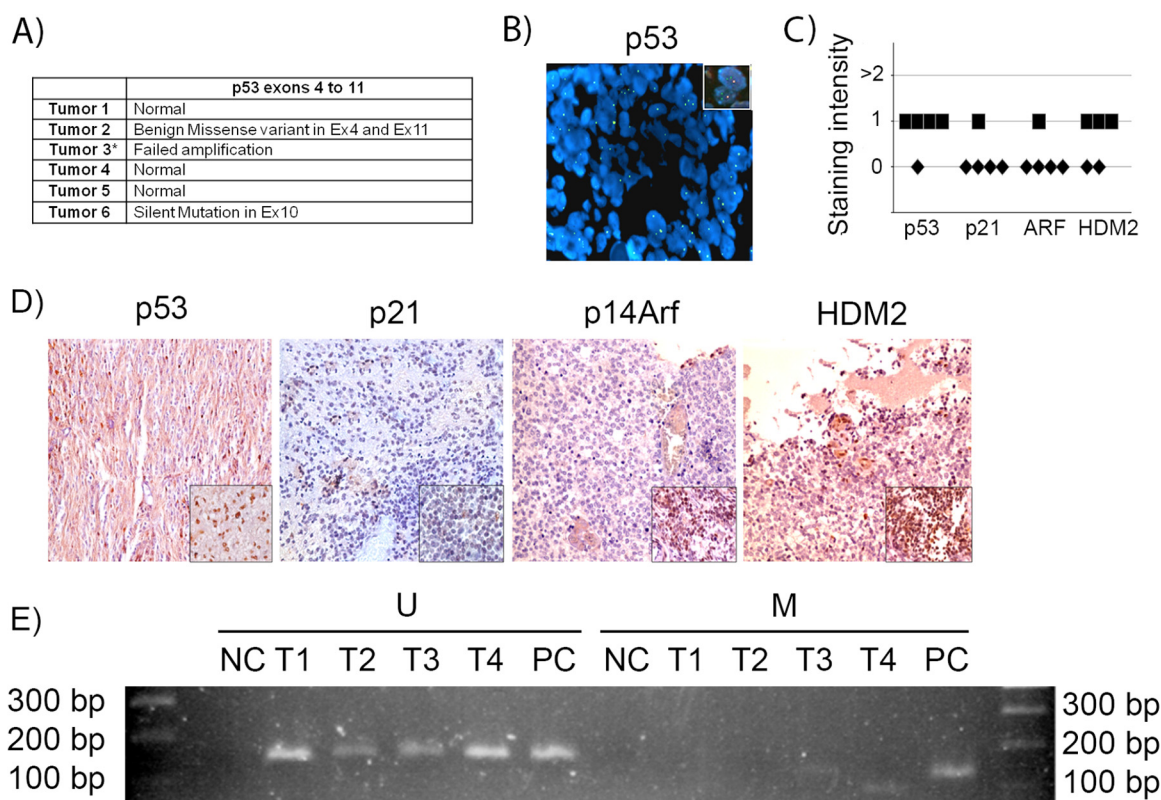 A)
p53 exons 4 to 11
Tumor 1 Normal
Tumor 2 Benign Missense variant in Ex4 and Ex11
Tumor 3* Failed amplification
Tumor 4 Normal
Tumor 5 Normal
Tumor 6 Silent Mutation in Ex10
B)
p53
C)
Staining intensity
>2
1
0
p53 p21 ARF HDM2
D)
p53 p21 p14Arf HDM2
E)
U M
NC T1 T2 T3 T4 PC NC T1 T2 T3 T4 PC
300 bp 300 bp
200 bp 200 bp
100 bp 100 bp